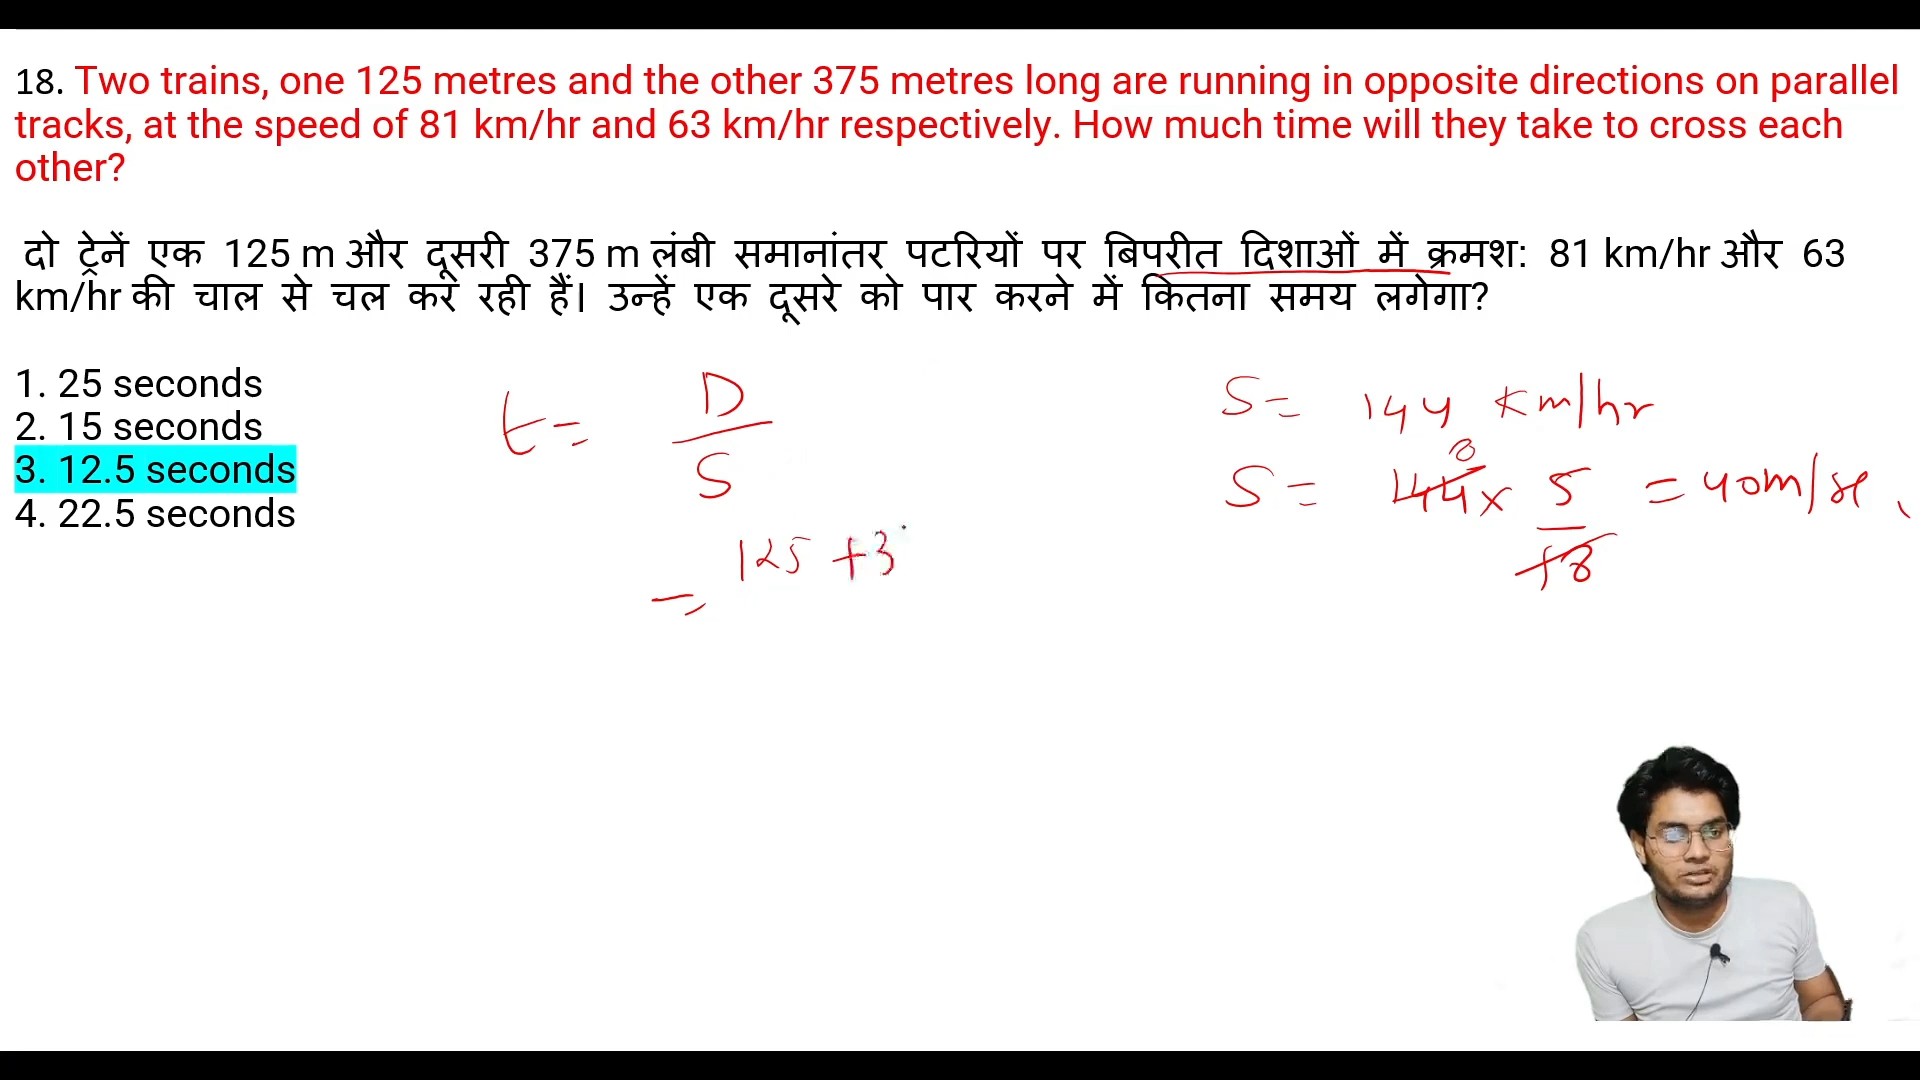 18. Two trains, one 125 metres and the other 375 metres long are running in opposite directions on parallel
tracks, at the speed of 81 km/hr and 63 km/hr respectively. How much time will they take to cross each
other?
दो ट्रेनें एक 125 m और दूसरी 375 m लंबी समानांतर पटरियों पर बिपरीत दिशाओं में क्रमश: 81 km/hr और 63
km/hr की चाल से चल कर रही हैं। उन्हें एक दूसरे को पार करने में कितना समय लगेगा?
1. 25 seconds
2. 15 seconds
3. 12.5 seconds
4. 22.5 seconds
t = D
S
= 125 + 3
S = 144 Km/hr
8
S = 144 x 5 = 40m/se
18